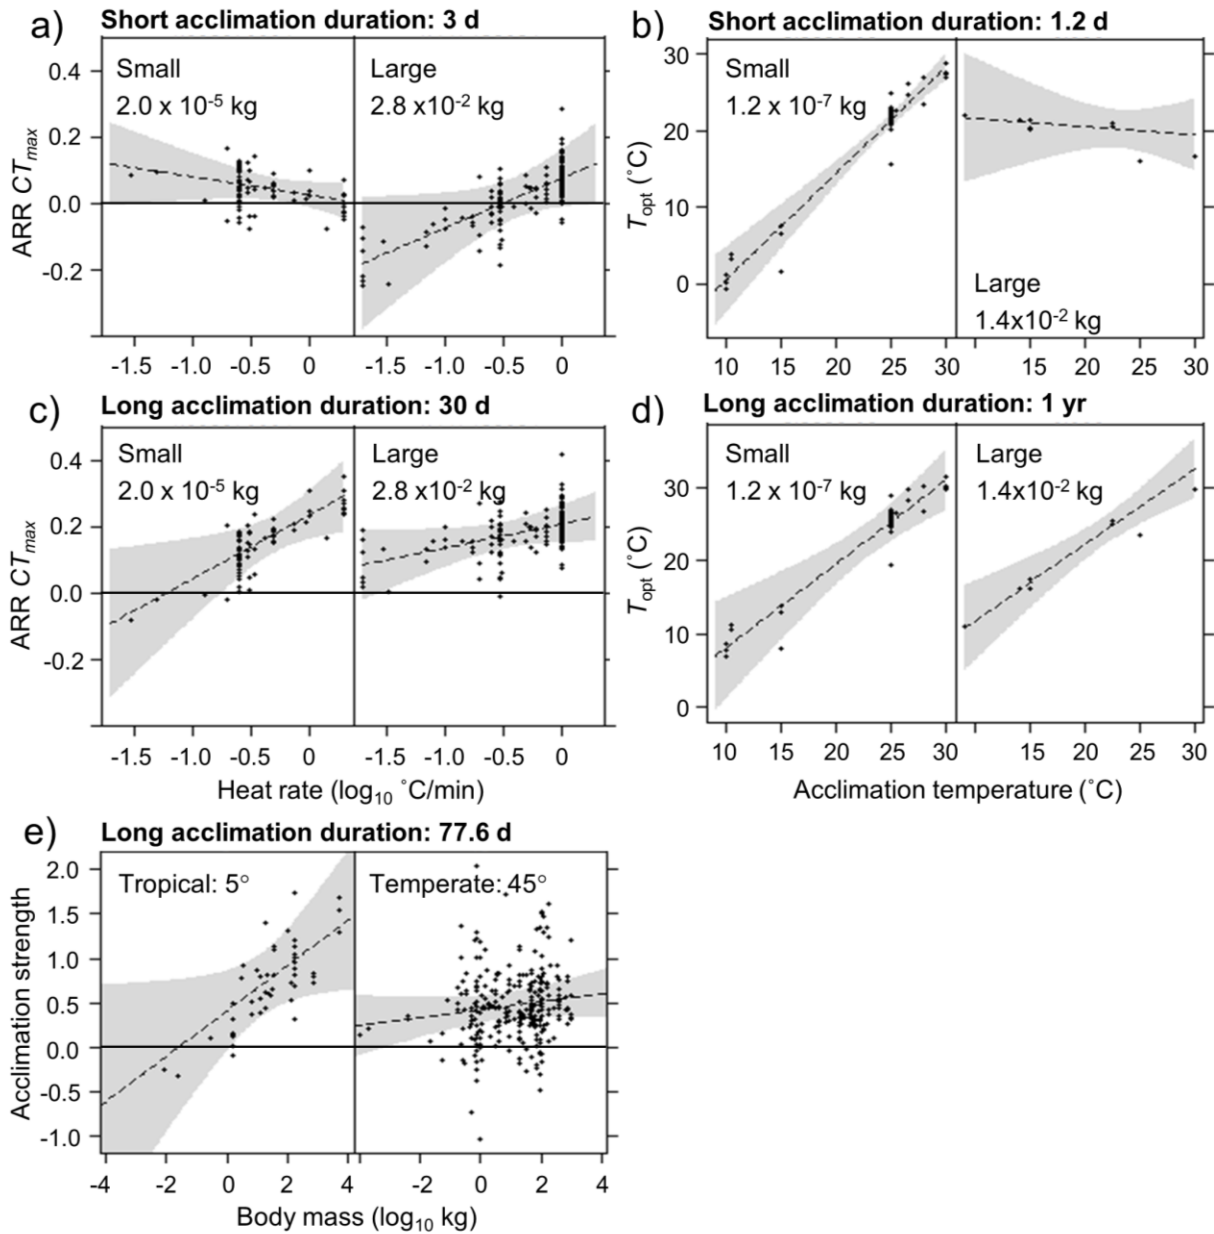 a) Short acclimation duration: 3 d
Small
2.0 x 10-5 kg
Large
2.8 x10-2 kg
ARR CTmax
0.4
0.2
0.0
-0.2
-1.5 -1.0 -0.5 0 -1.5 -1.0 -0.5 0
b) Short acclimation duration: 1.2 d
Small
1.2 x 10-7 kg
Large
1.4x10-2 kg
Topt (˚C)
30
20
10
0
10 15 20 25 30 10 15 20 25 30
c) Long acclimation duration: 30 d
Small
2.0 x 10-5 kg
Large
2.8 x10-2 kg
ARR CTmax
0.4
0.2
0.0
-0.2
-1.5 -1.0 -0.5 0 -1.5 -1.0 -0.5 0
Heat rate (log10 ˚C/min)
d) Long acclimation duration: 1 yr
Small
1.2 x 10-7 kg
Large
1.4x10-2 kg
Topt (˚C)
30
20
10
0
10 15 20 25 30 10 15 20 25 30
Acclimation temperature (˚C)
e) Long acclimation duration: 77.6 d
Tropical: 5°
Temperate: 45°
Acclimation strength
2.0
1.5
1.0
0.5
0.0
-0.5
-1.0
-4 -2 0 2 4 -2 0 2 4
Body mass (log10 kg)